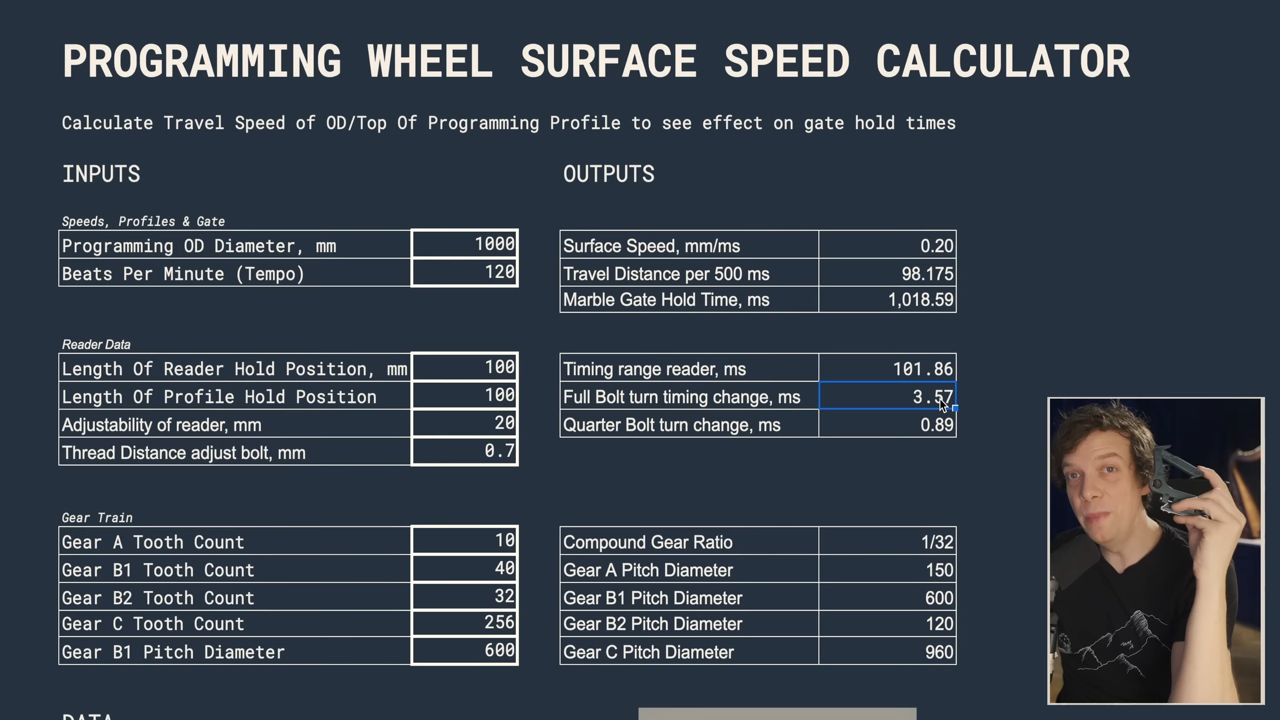 PROGRAMMING WHEEL SURFACE SPEED CALCULATOR
Calculate Travel Speed of OD/Top Of Programming Profile to see effect on gate hold times
INPUTS
OUTPUTS
Speeds, Profiles & Gate
Programming OD Diameter, mm 1000
Beats Per Minute (Tempo) 120
Surface Speed, mm/ms 0.20
Travel Distance per 500 ms 98.175
Marble Gate Hold Time, ms 1,018.59
Reader Data
Length Of Reader Hold Position, mm 100
Length Of Profile Hold Position 100
Adjustability of reader, mm 20
Thread Distance adjust bolt, mm 0.7
Timing range reader, ms 101.86
Full Bolt turn timing change, ms 3.57
Quarter Bolt turn change, ms 0.89
Gear Train
Gear A Tooth Count 10
Gear B1 Tooth Count 40
Gear B2 Tooth Count 32
Gear C Tooth Count 256
Gear B1 Pitch Diameter 600
Compound Gear Ratio 1/32
Gear A Pitch Diameter 150
Gear B1 Pitch Diameter 600
Gear B2 Pitch Diameter 120
Gear C Pitch Diameter 960
DATA